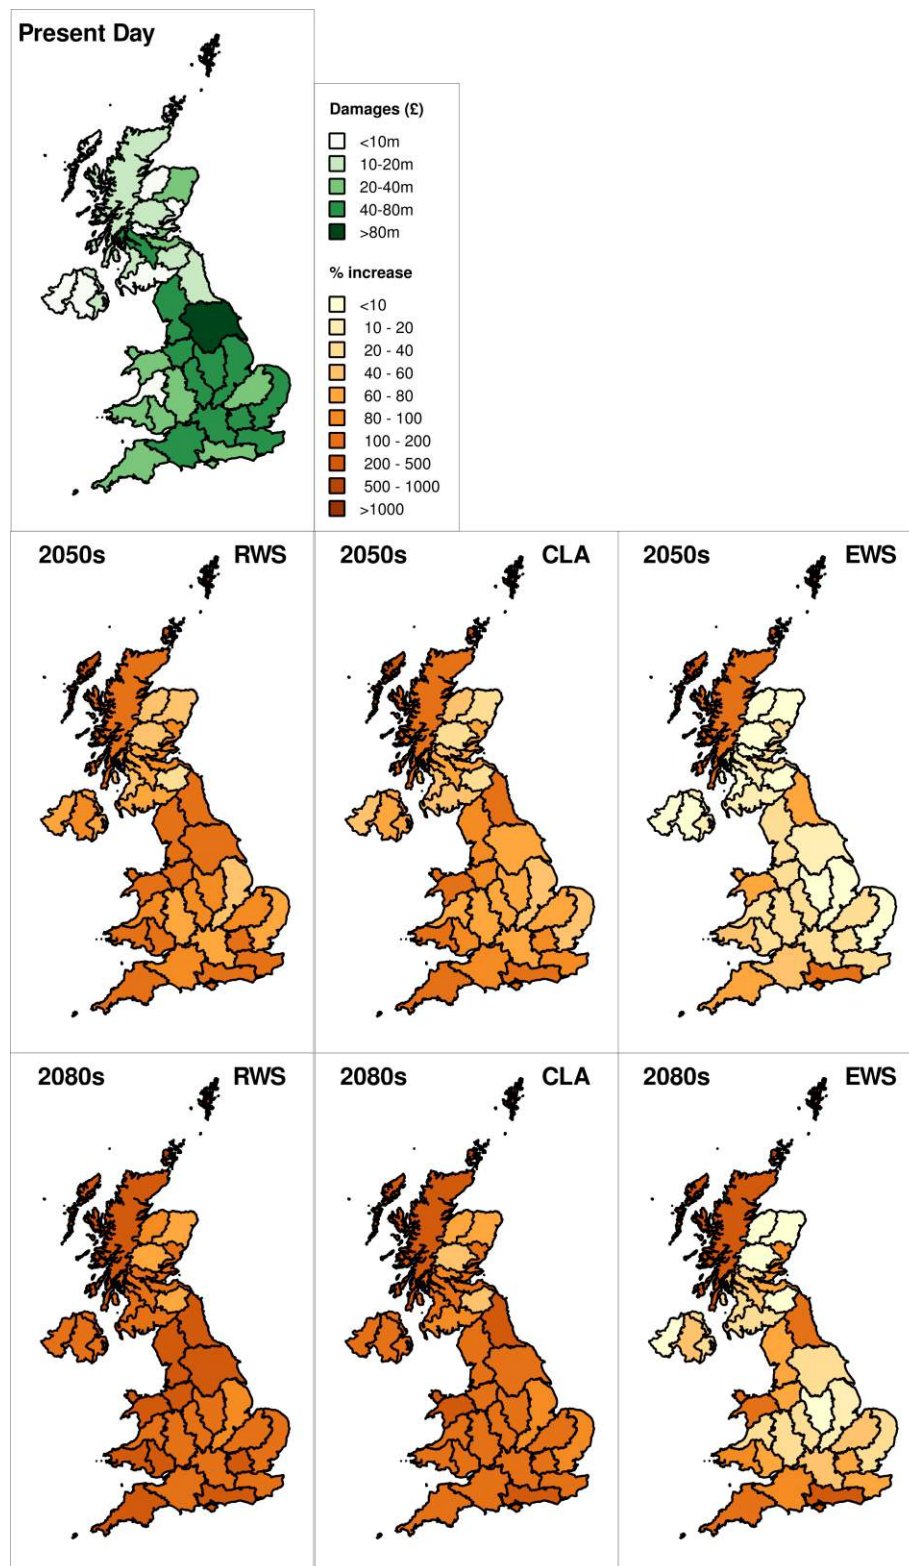 Present Day
Damages (£)
<10m
10-20m
20-40m
40-80m
>80m
% increase
<10
10 - 20
20 - 40
40 - 60
60 - 80
80 - 100
100 - 200
200 - 500
500 - 1000
>1000
2050s RWS
2050s CLA
2050s EWS
2080s RWS
2080s CLA
2080s EWS